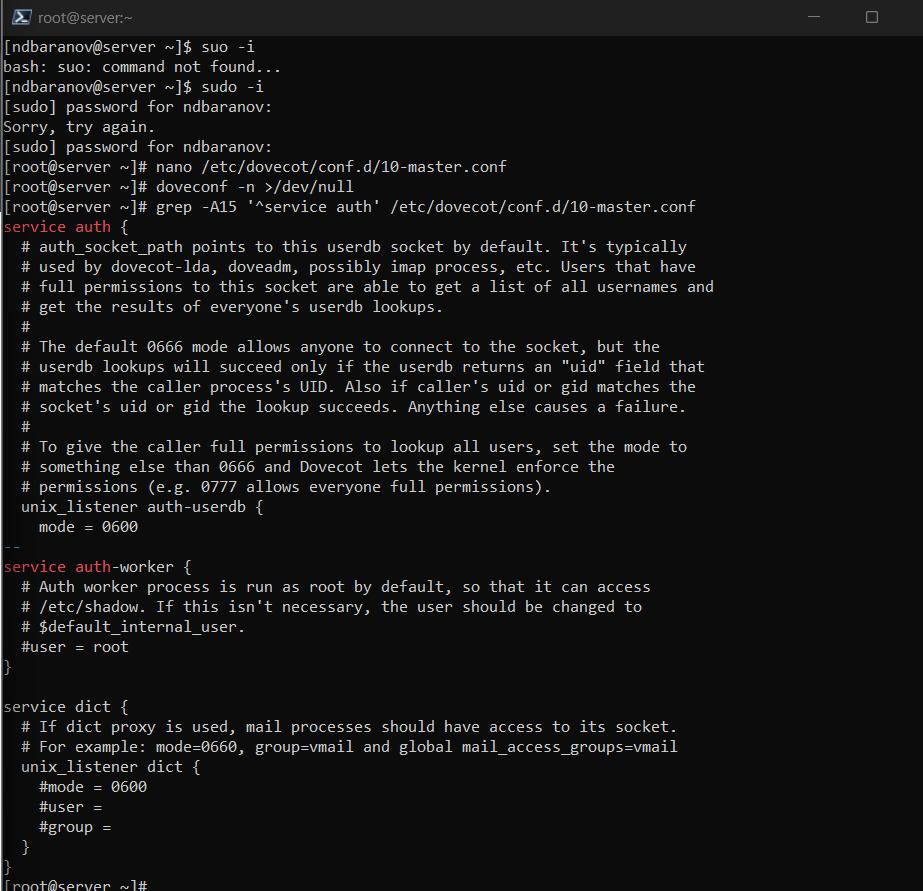 root@server:~
[ndbaranov@server ~]$ suo -i
bash: suo: command not found...
[ndbaranov@server ~]$ sudo -i
[sudo] password for ndbaranov:
Sorry, try again.
[sudo] password for ndbaranov:
[root@server ~]# nano /etc/dovecot/conf.d/10-master.conf
[root@server ~]# doveconf -n >/dev/null
[root@server ~]# grep -A15 '^service auth' /etc/dovecot/conf.d/10-master.conf
service auth {
  # auth_socket_path points to this userdb socket by default. It's typically
  # used by dovecot-lda, doveadm, possibly imap process, etc. Users that have
  # full permissions to this socket are able to get a list of all usernames and
  # get the results of everyone's userdb lookups.
  #
  # The default 0666 mode allows anyone to connect to the socket, but the
  # userdb lookups will succeed only if the userdb returns an "uid" field that
  # matches the caller process's UID. Also if caller's uid or gid matches the
  # socket's uid or gid the lookup succeeds. Anything else causes a failure.
  #
  # To give the caller full permissions to lookup all users, set the mode to
  # something else than 0666 and Dovecot lets the kernel enforce the
  # permissions (e.g. 0777 allows everyone full permissions).
  unix_listener auth-userdb {
    mode = 0600
--
service auth-worker {
  # Auth worker process is run as root by default, so that it can access
  # /etc/shadow. If this isn't necessary, the user should be changed to
  # $default_internal_user.
  #user = root
}

service dict {
  # If dict proxy is used, mail processes should have access to its socket.
  # For example: mode=0660, group=vmail and global mail_access_groups=vmail
  unix_listener dict {
    #mode = 0600
    #user =
    #group =
  }
}
[root@server ~]#